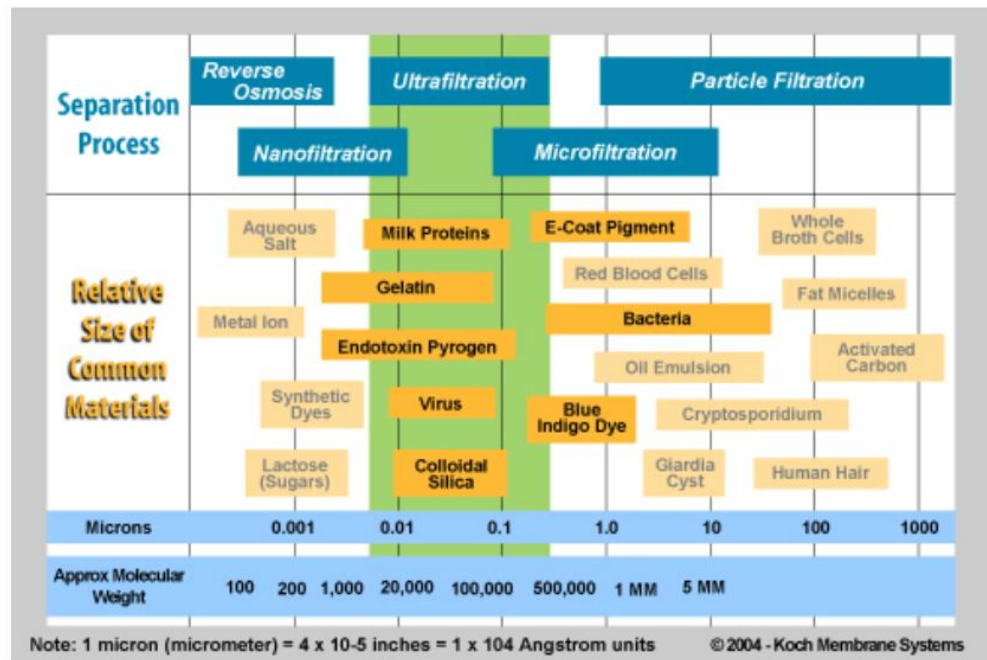 Separation
Process
Reverse
Osmosis
Ultrafiltration
Particle Filtration
Nanofiltration
Microfiltration
Relative
Size of
Common
Materials
Aqueous
Salt
Milk Proteins
E-Coat Pigment
Whole
Broth Cells
Gelatin
Red Blood Cells
Fat Micelles
Metal Ion
Bacteria
Endotoxin Pyrogen
Oil Emulsion
Activated
Carbon
Synthetic
Dyes
Virus
Blue
Indigo Dye
Cryptosporidium
Lactose
(Sugars)
Colloidal
Silica
Giardia
Cyst
Human Hair
Microns 0.001 0.01 0.1 1.0 10 100 1000
Approx Molecular
Weight
100 200 1,000 20,000 100,000 500,000 1 MM 5 MM
Note: 1 micron (micrometer) = 4 x 10-5 inches = 1 x 104 Angstrom units © 2004 - Koch Membrane Systems